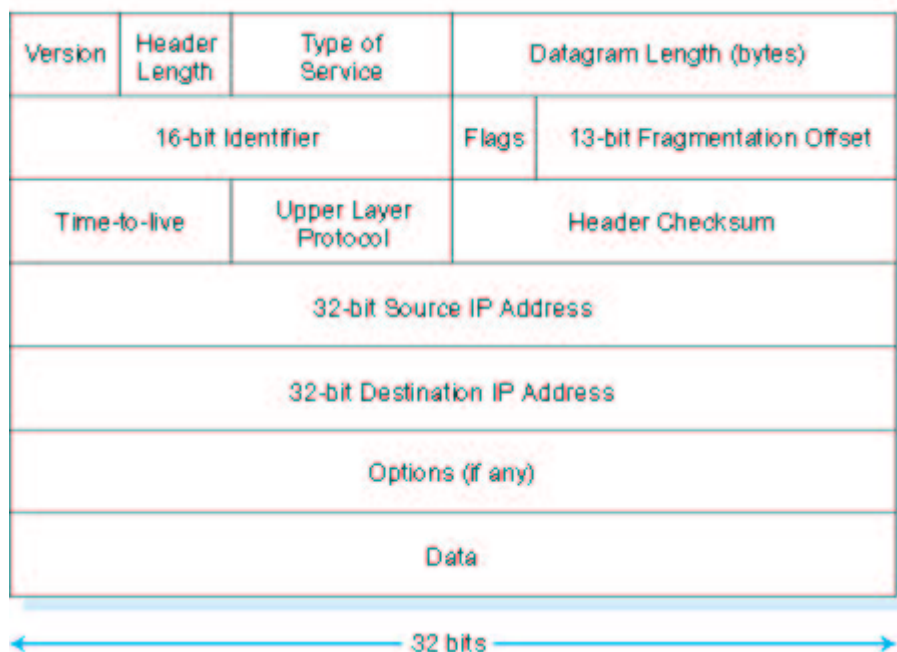 Version
Header
Length
Type of
Service
Datagram Length (bytes)
16-bit Identifier
Flags
13-bit Fragmentation Offset
Time-to-live
Upper Layer
Protocol
Header Checksum
32-bit Source IP Address
32-bit Destination IP Address
Options (if any)
Data
32 bits